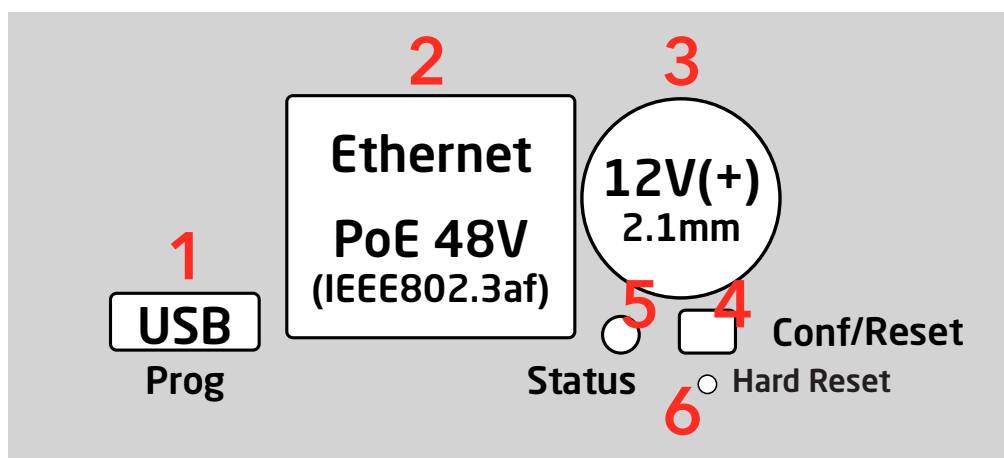 2
3
Ethernet
12V(+)
2.1mm
PoE 48V
(IEEE802.3af)
1
5
4
USB
Conf/Reset
Prog
Status
6
Hard Reset